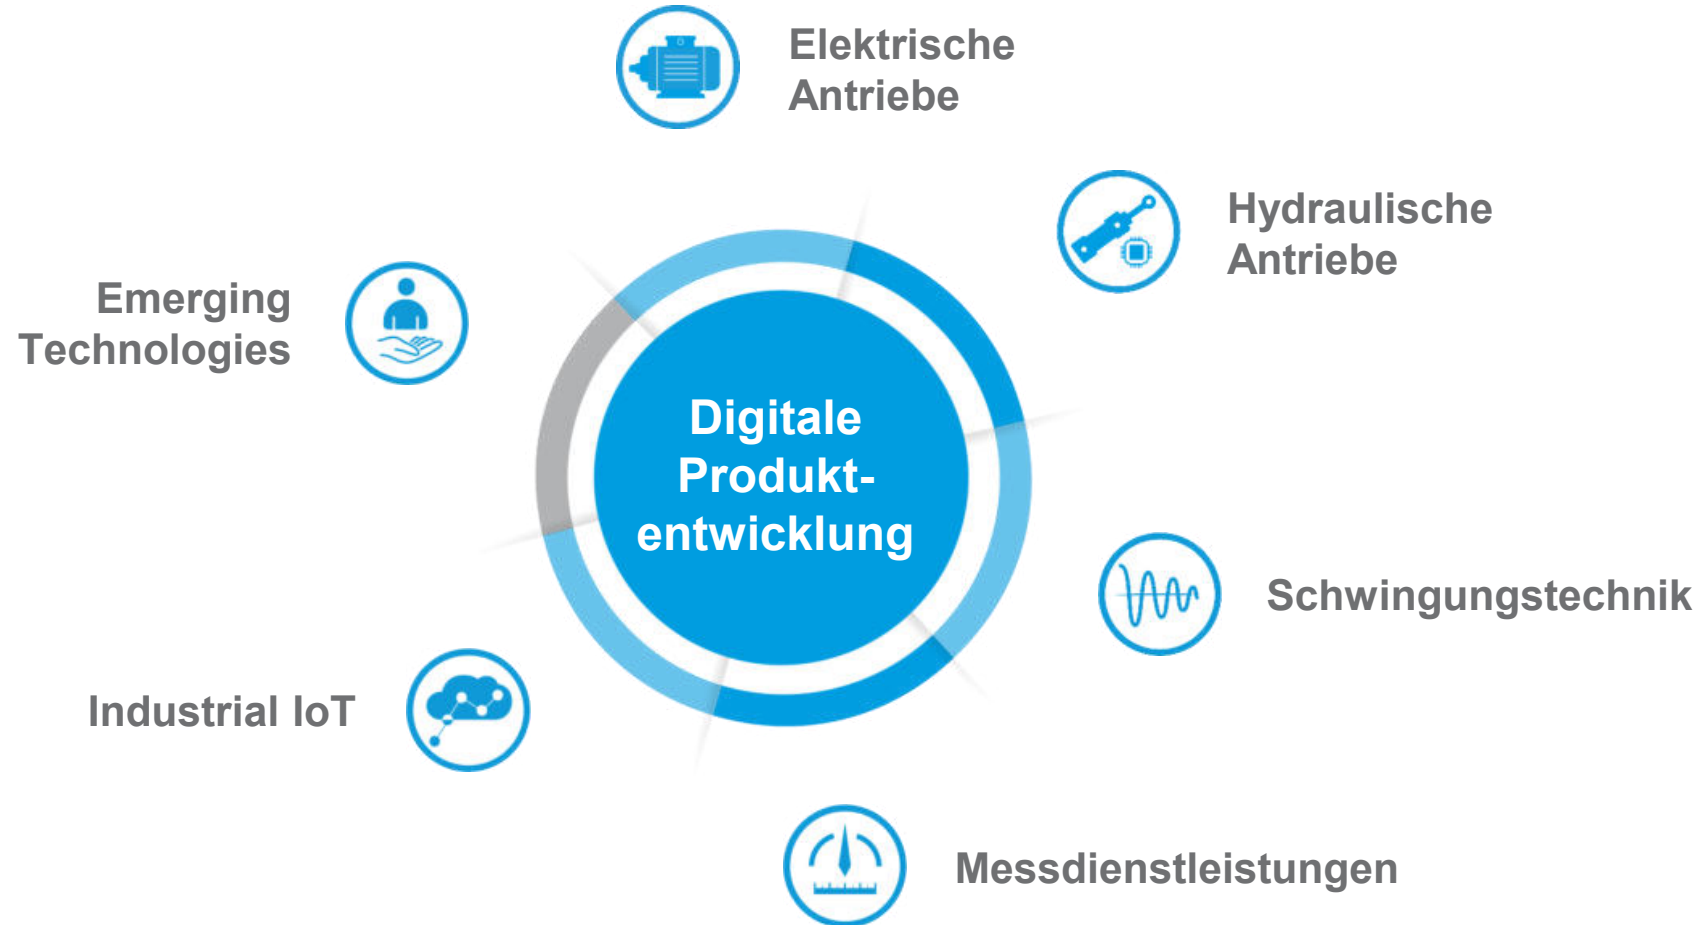 Elektrische
Antriebe
Hydraulische
Antriebe
Emerging
Technologies
Digitale
Produkt-
entwicklung
Schwingungstechnik
Industrial IoT
Messdienstleistungen